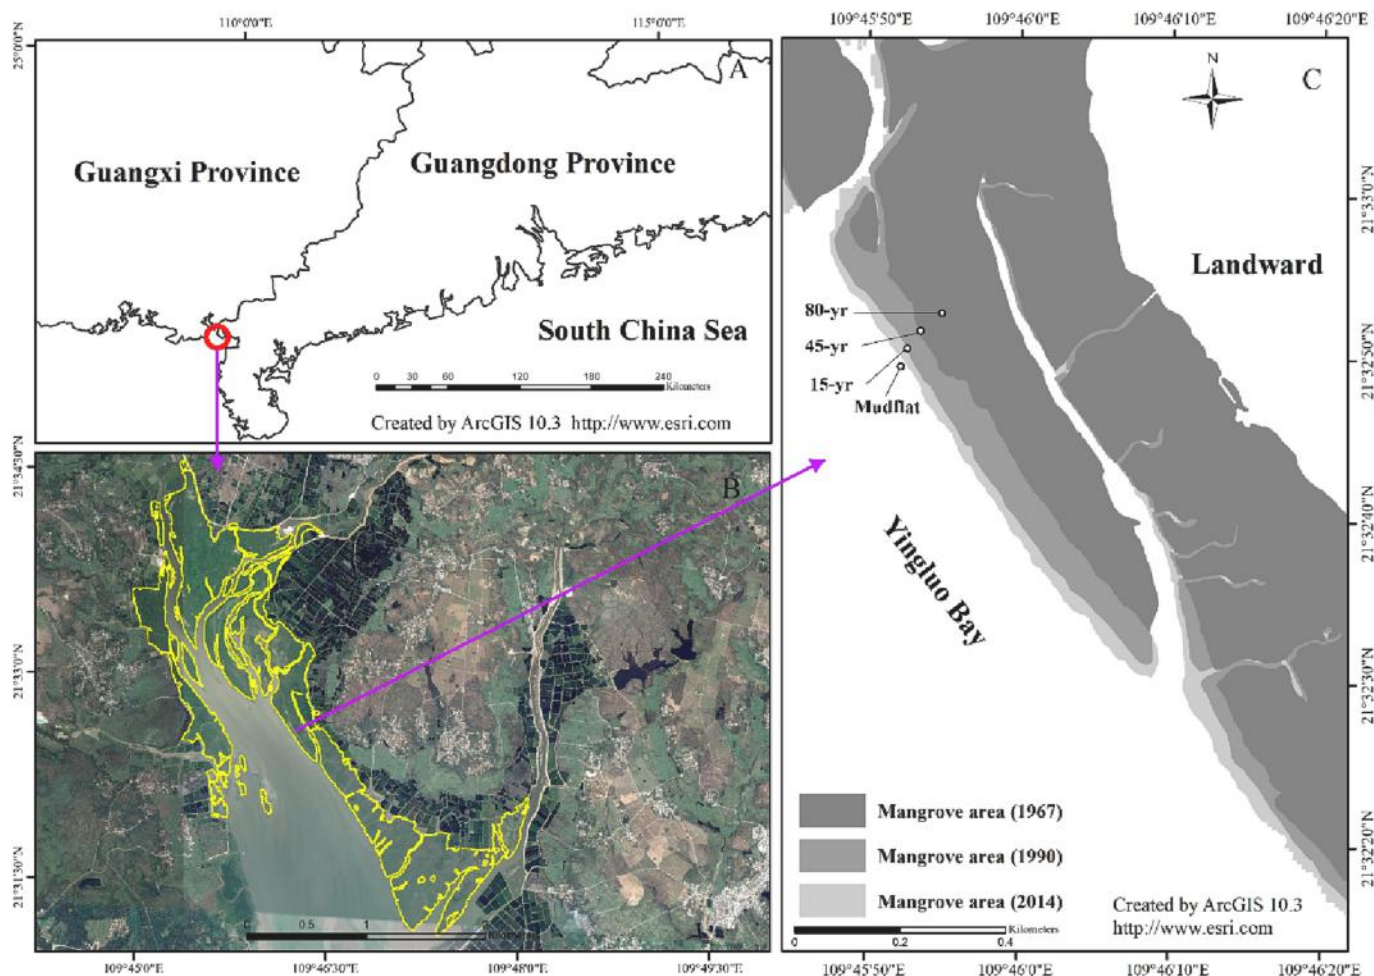 110°0'0"E
115°0'0"E
25°0'0"N
A
Guangxi Province
Guangdong Province
South China Sea
0 30 60 120 180 240
Kilometers
Created by ArcGIS 10.3 http://www.esri.com
21°34'30"N
21°33'0"N
21°31'30"N
B
0 0.5 1
Kilometers
109°45'0"E
109°46'30"E
109°48'0"E
109°49'30"E
109°45'50"E
109°46'0"E
109°46'10"E
109°46'20"E
N
C
21°33'0"N
21°32'50"N
21°32'40"N
21°32'30"N
21°32'20"N
Landward
80-yr
45-yr
15-yr
Mudflat
Yingluo Bay
Mangrove area (1967)
Mangrove area (1990)
Mangrove area (2014)
Created by ArcGIS 10.3
http://www.esri.com
0 0.2 0.4
Kilometers
109°45'50"E
109°46'0"E
109°46'10"E
109°46'20"E